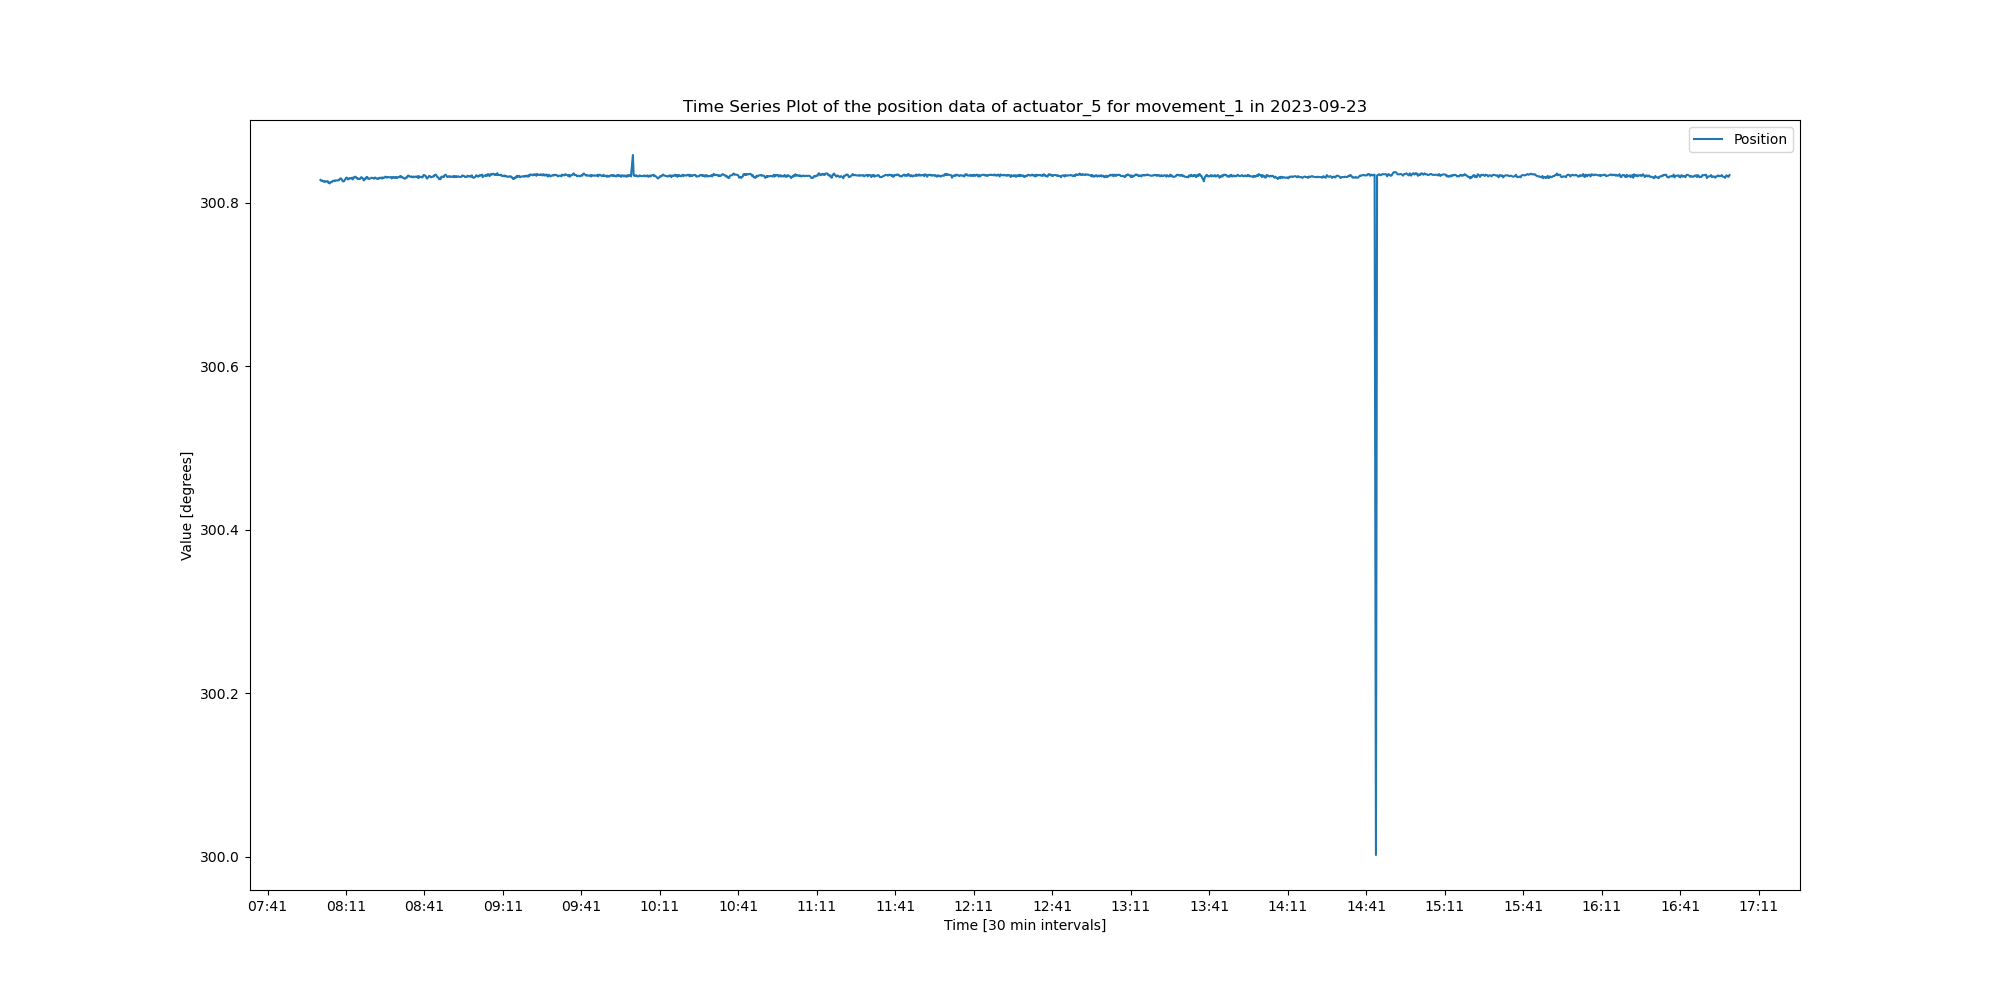 Time Series Plot of the position data of actuator_5 for movement_1 in 2023-09-23
Position
Value [degrees]
300.8
300.6
300.4
300.2
300.0
07:41 08:11 08:41 09:11 09:41 10:11 10:41 11:11 11:41 12:11 12:41 13:11 13:41 14:11 14:41 15:11 15:41 16:11 16:41 17:11
Time [30 min intervals]